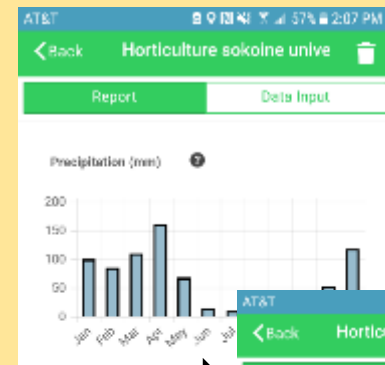 AT&T 57% 2:07 PM
Back Horticulture sokoine unive
Report Data Input
Precipitation (mm) ?
200
150
100
50
0
Jan Feb Mar Apr May Jun Jul
AT&T
Back Horticu